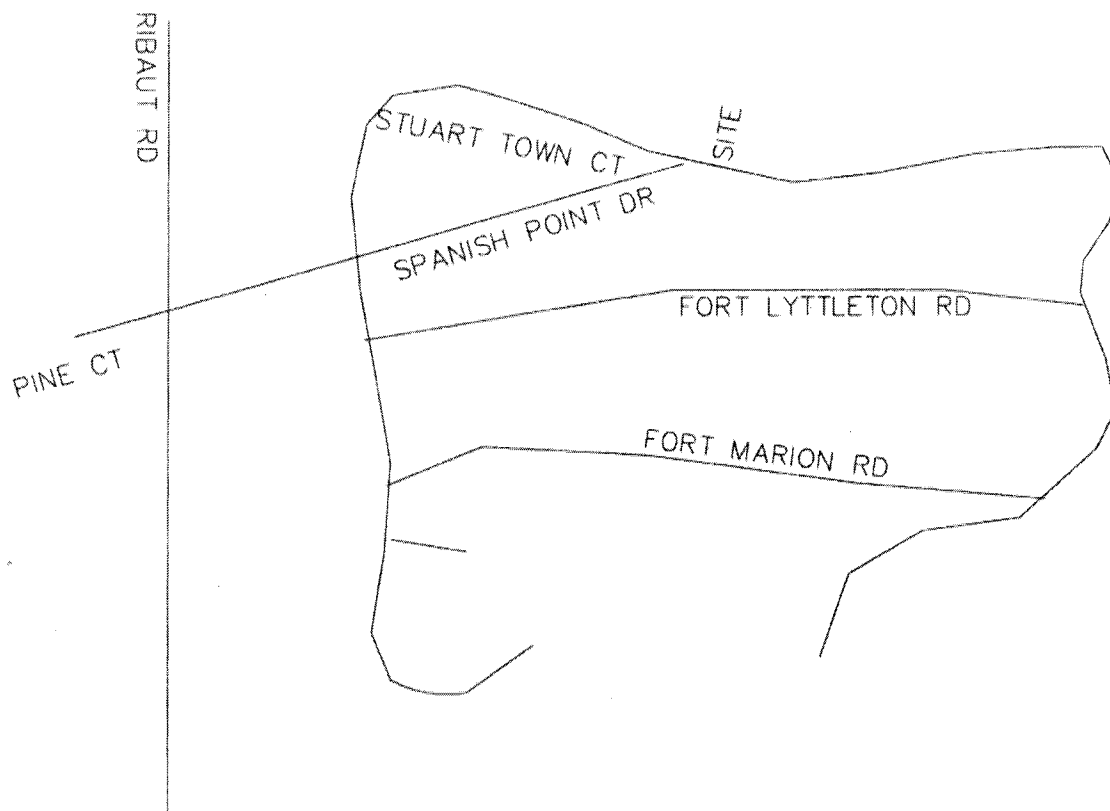 RIBAUT RD
STUART TOWN CT
SITE
SPANISH POINT DR
FORT LYTTLETON RD
PINE CT
FORT MARION RD